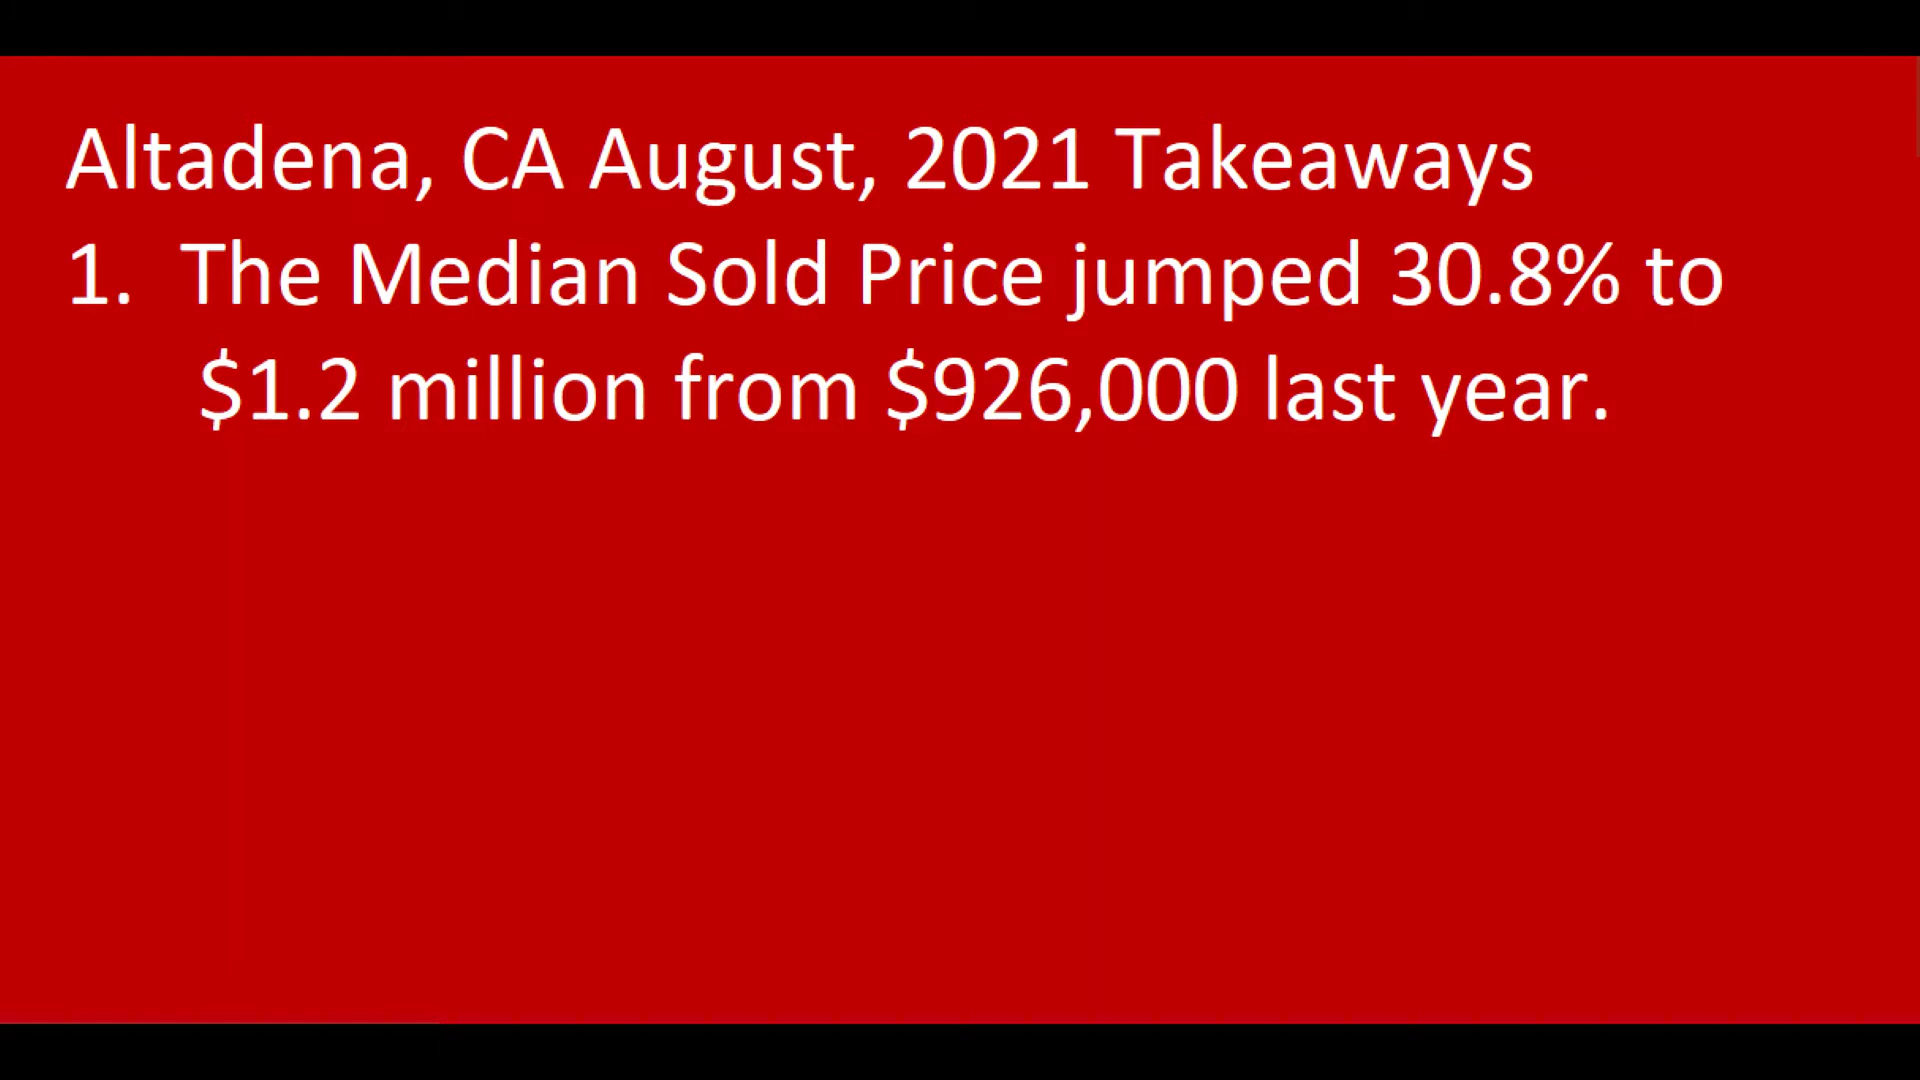 Altadena, CA August, 2021 Takeaways
1. The Median Sold Price jumped 30.8% to
$1.2 million from $926,000 last year.